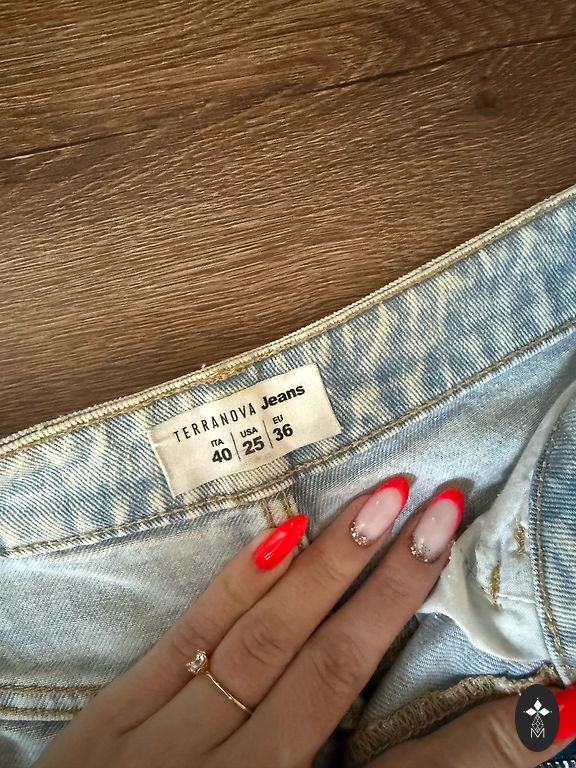 TERRANOVA Jeans
ITA USA EU
40 25 36
M